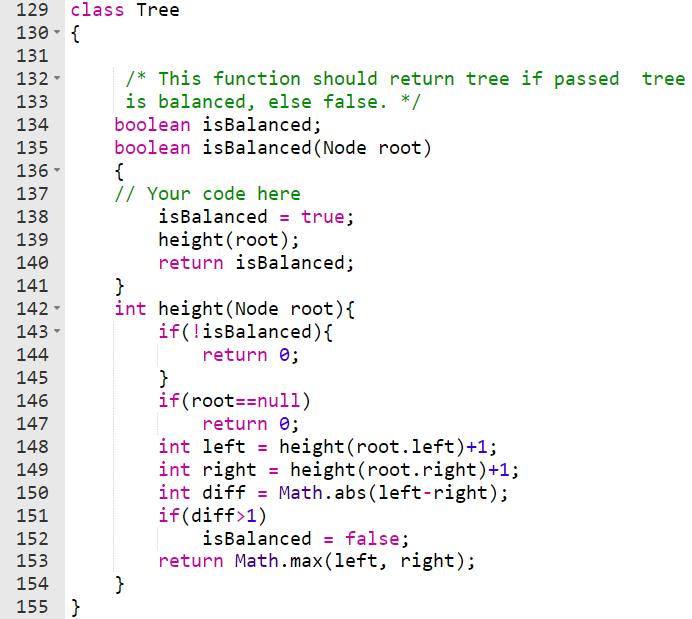 129 class Tree
130 {
131
132 /* This function should return tree if passed  tree
133 is balanced, else false. */
134 boolean isBalanced;
135 boolean isBalanced(Node root)
136 {
137 // Your code here
138 isBalanced = true;
139 height(root);
140 return isBalanced;
141 }
142 int height(Node root){
143 if(!isBalanced){
144 return 0;
145 }
146 if(root==null)
147 return 0;
148 int left = height(root.left)+1;
149 int right = height(root.right)+1;
150 int diff = Math.abs(left-right);
151 if(diff>1)
152 isBalanced = false;
153 return Math.max(left, right);
154 }
155 }